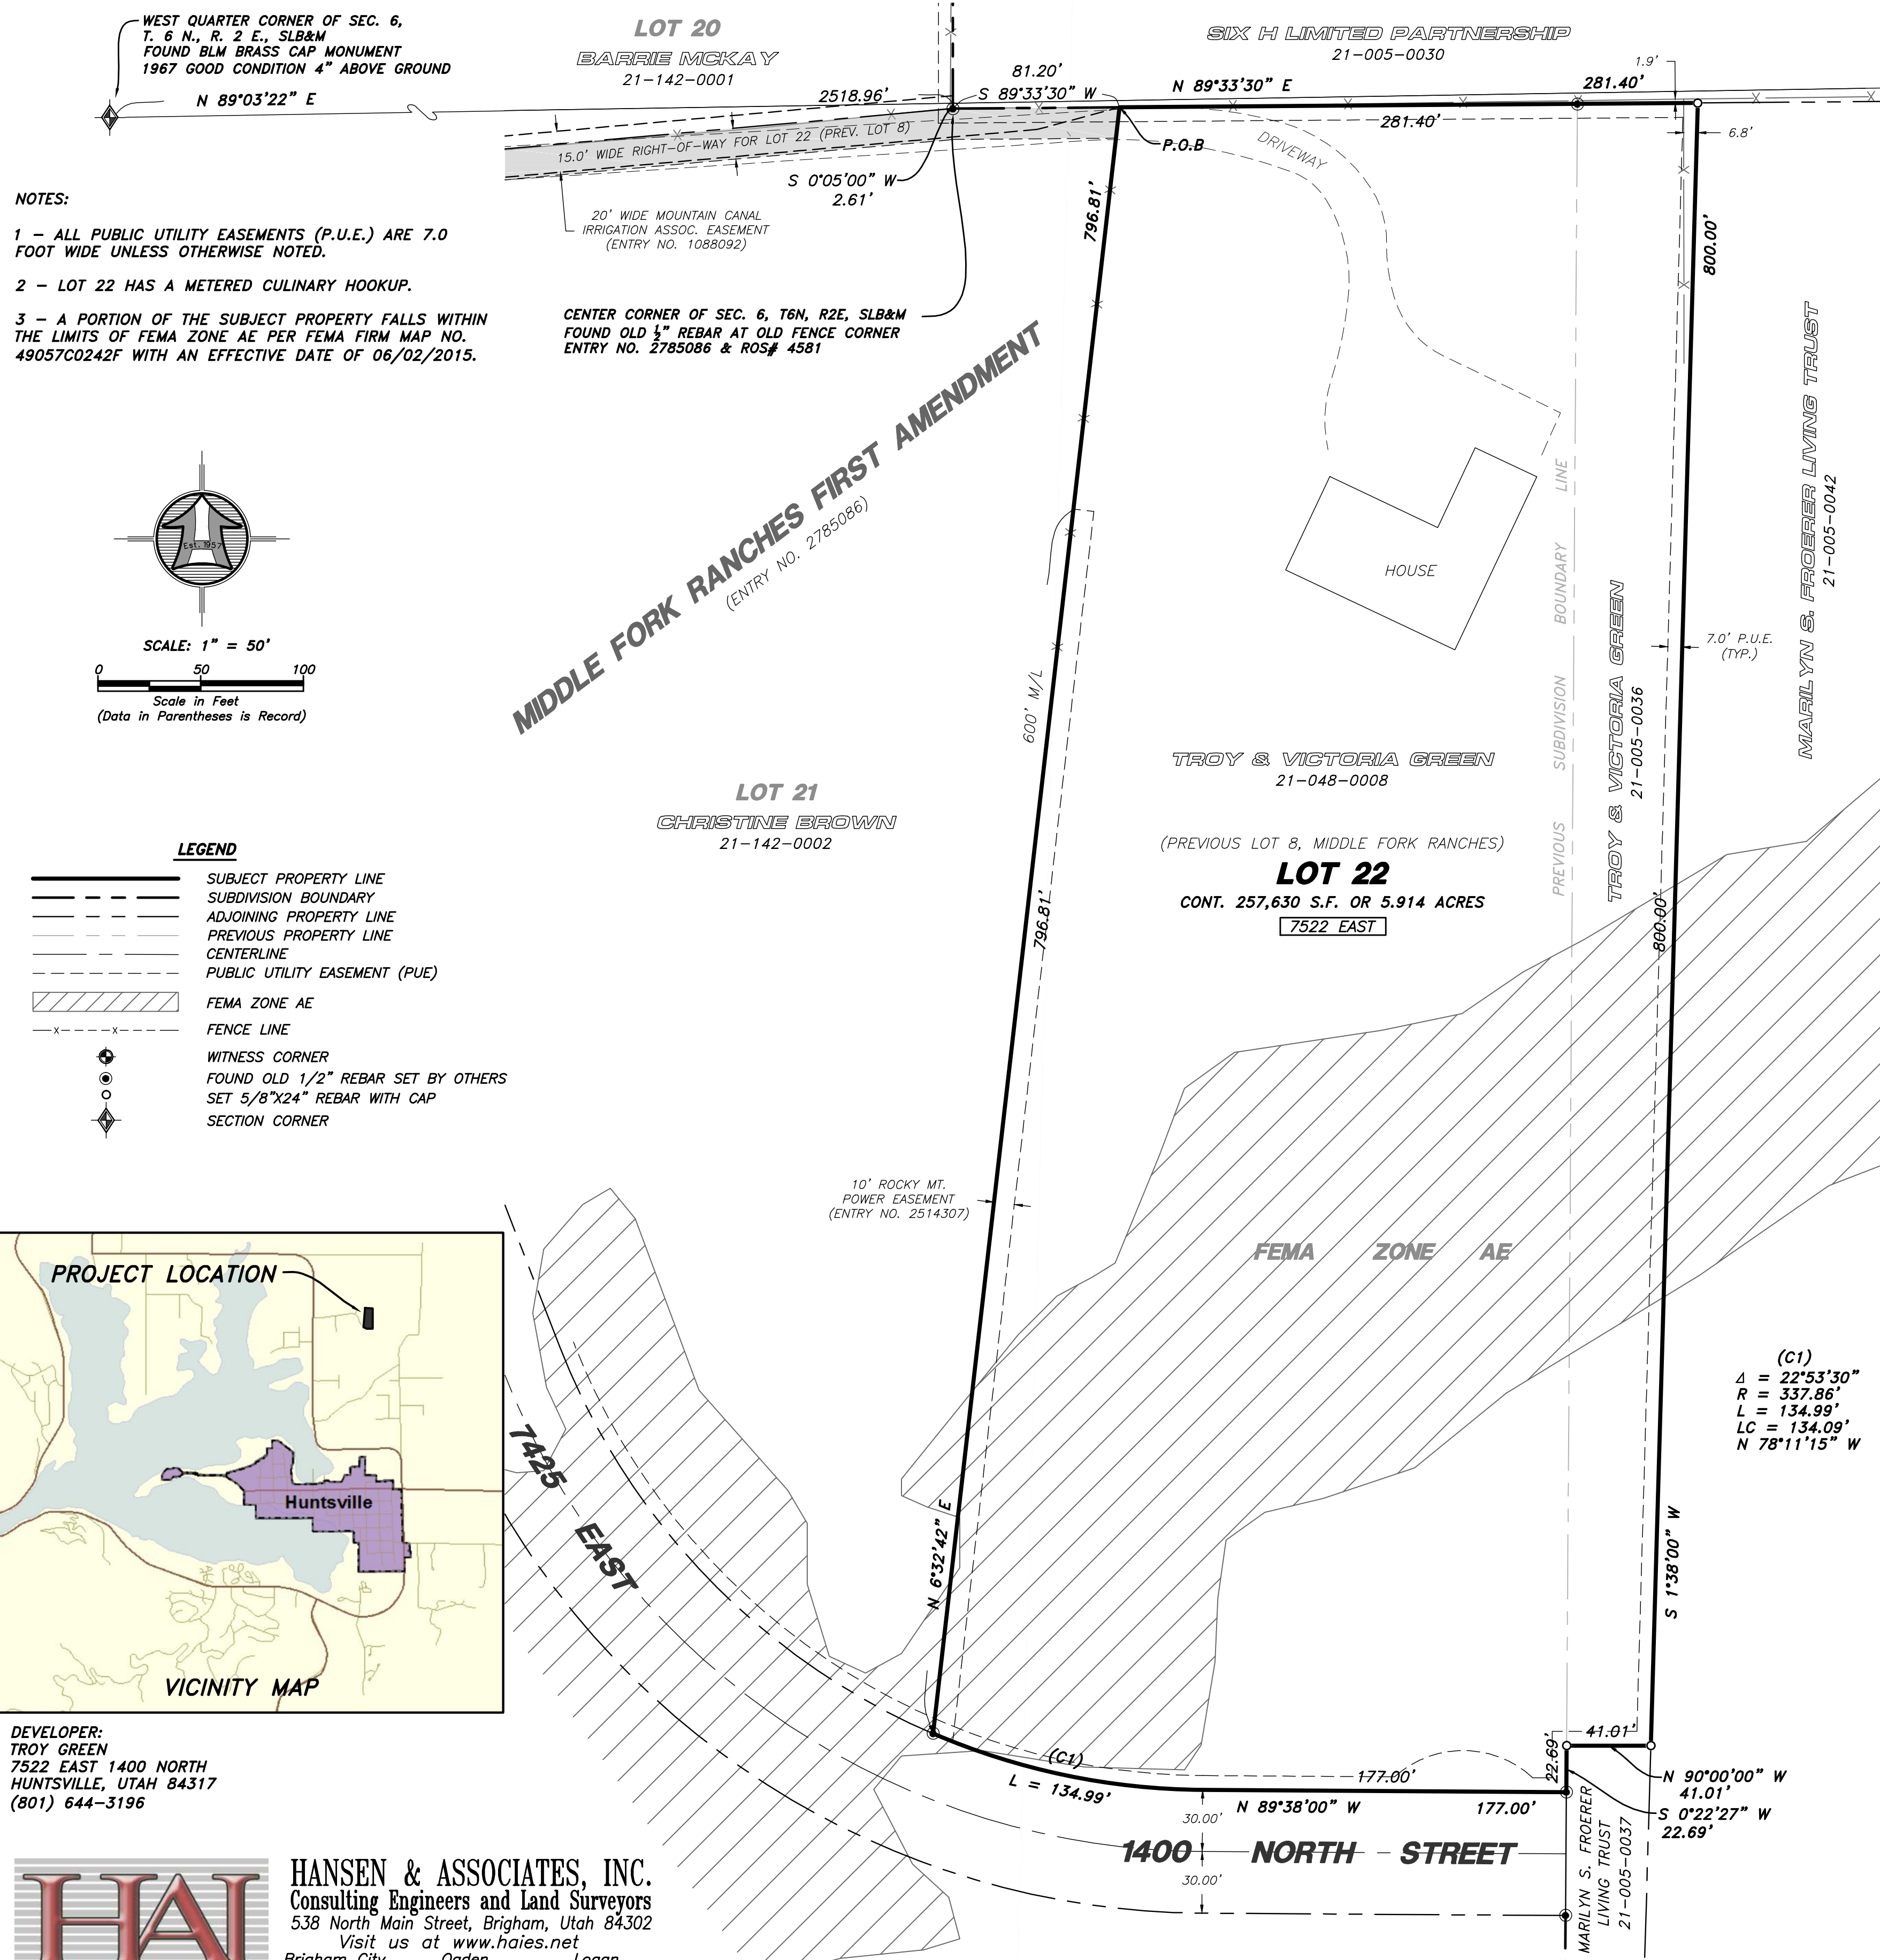 WEST QUARTER CORNER OF SEC. 6,
T. 6 N., R. 2 E., SLB&M
FOUND BLM BRASS CAP MONUMENT
1967 GOOD CONDITION 4" ABOVE GROUND
N 89°03'22" E
LOT 20
BARRIE MCKAY
21-142-0001
2518.96'
81.20'
S 89°33'30" W
SIX H LIMITED PARTNERSHIP
21-005-0030
N 89°33'30" E
281.40'
1.9'
281.40'
6.8'
15.0' WIDE RIGHT-OF-WAY FOR LOT 22 (PREV. LOT 8)
P.O.B
DRIVEWAY
S 0°05'00" W
2.61'
20' WIDE MOUNTAIN CANAL
IRRIGATION ASSOC. EASEMENT
(ENTRY NO. 1088092)
NOTES:
1 - ALL PUBLIC UTILITY EASEMENTS (P.U.E.) ARE 7.0
FOOT WIDE UNLESS OTHERWISE NOTED.
2 - LOT 22 HAS A METERED CULINARY HOOKUP.
3 - A PORTION OF THE SUBJECT PROPERTY FALLS WITHIN
THE LIMITS OF FEMA ZONE AE PER FEMA FIRM MAP NO.
49057C0242F WITH AN EFFECTIVE DATE OF 06/02/2015.
CENTER CORNER OF SEC. 6, T6N, R2E, SLB&M
FOUND OLD ½" REBAR AT OLD FENCE CORNER
ENTRY NO. 2785086 & ROS# 4581
796.81'
800.00'
MARILYN S. FROERER LIVING TRUST
21-005-0042
MIDDLE FORK RANCHES FIRST AMENDMENT
(ENTRY NO. 2785086)
Est. 1957
SCALE: 1" = 50'
0 50 100
Scale in Feet
(Data in Parentheses is Record)
HOUSE
PREVIOUS SUBDIVISION BOUNDARY LINE
TROY & VICTORIA GREEN
21-005-0036
7.0' P.U.E.
(TYP.)
600' M/L
TROY & VICTORIA GREEN
21-048-0008
LOT 21
CHRISTINE BROWN
21-142-0002
(PREVIOUS LOT 8, MIDDLE FORK RANCHES)
LOT 22
CONT. 257,630 S.F. OR 5.914 ACRES
7522 EAST
796.81'
800.00'
LEGEND
SUBJECT PROPERTY LINE
SUBDIVISION BOUNDARY
ADJOINING PROPERTY LINE
PREVIOUS PROPERTY LINE
CENTERLINE
PUBLIC UTILITY EASEMENT (PUE)
FEMA ZONE AE
FENCE LINE
WITNESS CORNER
FOUND OLD 1/2" REBAR SET BY OTHERS
SET 5/8"X24" REBAR WITH CAP
SECTION CORNER
10' ROCKY MT.
POWER EASEMENT
(ENTRY NO. 2514307)
FEMA ZONE AE
PROJECT LOCATION
Huntsville
VICINITY MAP
7425 EAST
N 6°32'42" E
(C1)
Δ = 22°53'30"
R = 337.86'
L = 134.99'
LC = 134.09'
N 78°11'15" W
S 1°38'00" W
DEVELOPER:
TROY GREEN
7522 EAST 1400 NORTH
HUNTSVILLE, UTAH 84317
(801) 644-3196
(C1)
L = 134.99'
177.00'
N 89°38'00" W
177.00'
41.01'
22.69'
N 90°00'00" W
41.01'
S 0°22'27" W
22.69'
30.00'
1400 NORTH STREET
30.00'
MARILYN S. FROERER
LIVING TRUST
21-005-0037
HAI
HANSEN & ASSOCIATES, INC.
Consulting Engineers and Land Surveyors
538 North Main Street, Brigham, Utah 84302
Visit us at www.haies.net
Brigham City Ogden Logan